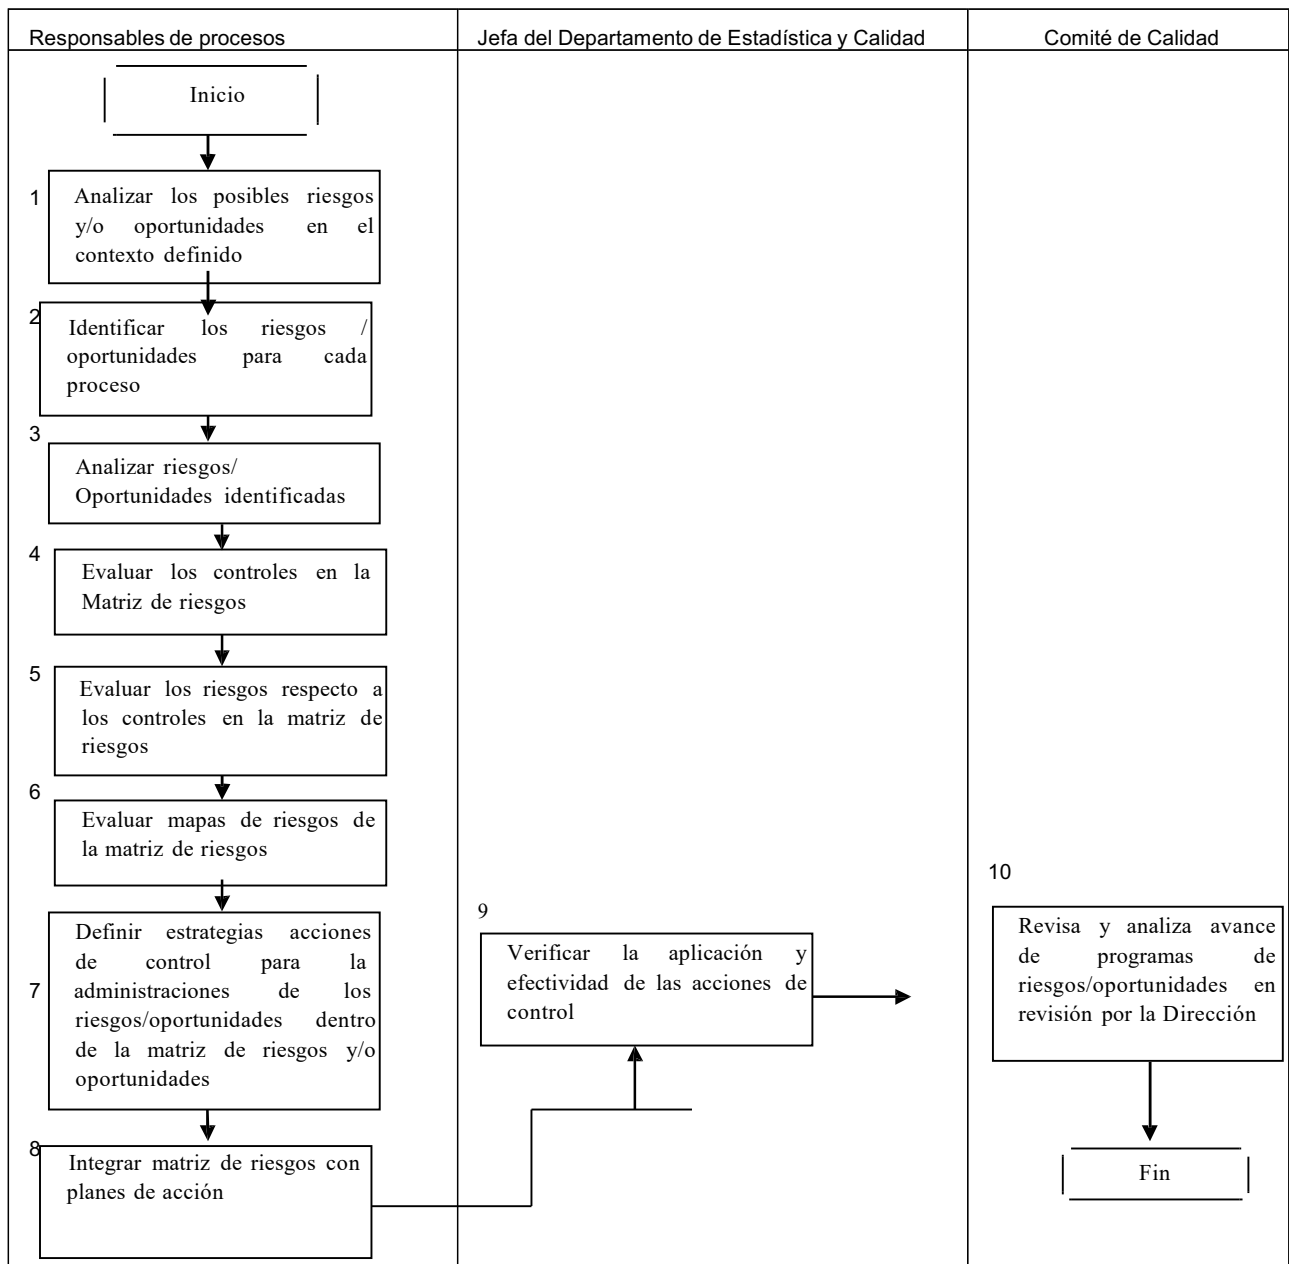 Responsables de procesos
Jefa del Departamento de Estadística y Calidad
Comité de Calidad
Inicio
1
Analizar los posibles riesgos
y/o oportunidades en el
contexto definido
2
Identificar los riesgos /
oportunidades para cada
proceso
3
Analizar riesgos/
Oportunidades identificadas
4
Evaluar los controles en la
Matriz de riesgos
5
Evaluar los riesgos respecto a
los controles en la matriz de
riesgos
6
Evaluar mapas de riesgos de
la matriz de riesgos
7
Definir estrategias acciones
de control para la
administraciones de los
riesgos/oportunidades dentro
de la matriz de riesgos y/o
oportunidades
8
Integrar matriz de riesgos con
planes de acción
9
Verificar la aplicación y
efectividad de las acciones de
control
10
Revisa y analiza avance
de programas de
riesgos/oportunidades en
revisión por la Dirección
Fin